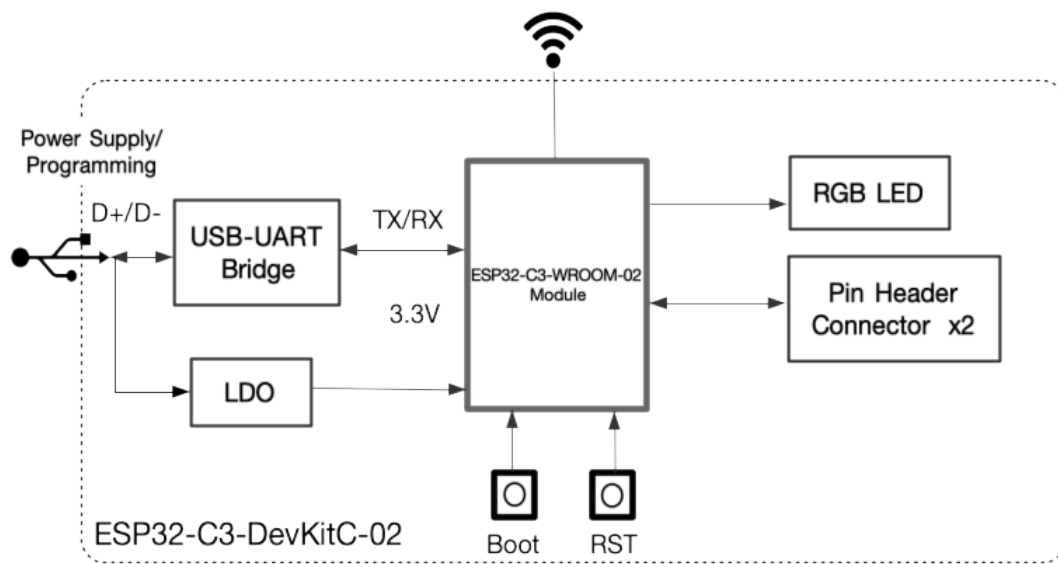 Power Supply/
Programming
D+/D-
USB-UART
Bridge
TX/RX
3.3V
LDO
ESP32-C3-WROOM-02
Module
RGB LED
Pin Header
Connector x2
Boot
RST
ESP32-C3-DevKitC-02